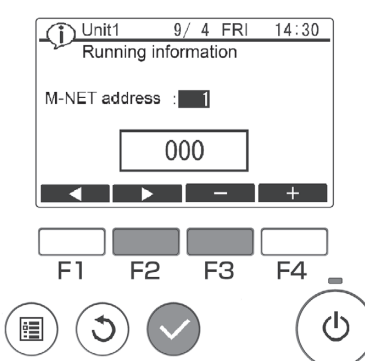 Unit1 9/ 4 FRI 14:30
Running information
M-NET address : 1
000
− +
F1 F2 F3 F4